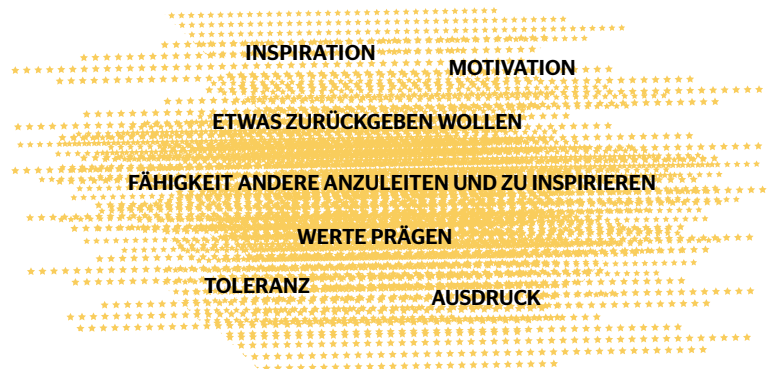 INSPIRATION
MOTIVATION
ETWAS ZURÜCKGEBEN WOLLEN
FÄHIGKEIT ANDERE ANZULEITEN UND ZU INSPIRIEREN
WERTE PRÄGEN
TOLERANZ
AUSDRUCK